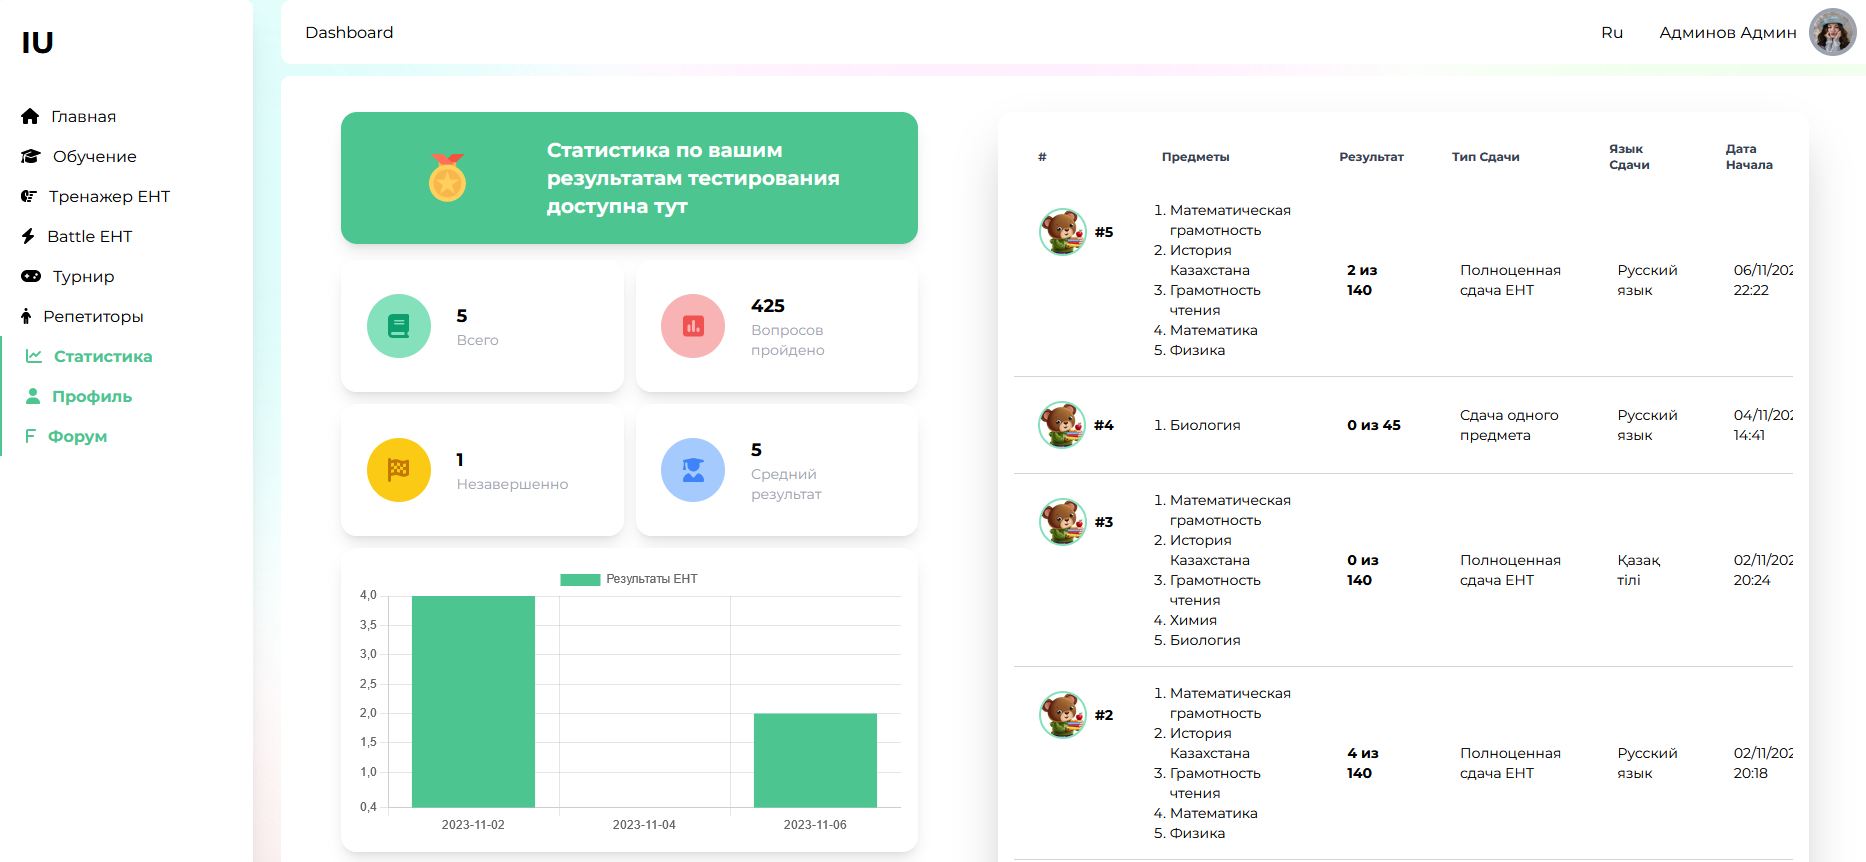 IU
Dashboard
Ru
Админов Админ
Главная
Обучение
Тренажер ЕНТ
Battle ЕНТ
Турнир
Репетиторы
Статистика
Профиль
F Форум
Статистика по вашим
результатам тестирования
доступна тут
5
Всего
425
Вопросов
пройдено
1
Незавершенно
5
Средний
результат
Результаты ЕНТ
4,0
3,5
3,0
2,5
2,0
1,5
1,0
0,4
2023-11-02
2023-11-04
2023-11-06
#
Предметы
Результат
Тип Сдачи
Язык
Сдачи
Дата
Начала
#5
1. Математическая
грамотность
2. История
Казахстана
3. Грамотность
чтения
4. Математика
5. Физика
2 из
140
Полноценная
сдача ЕНТ
Русский
язык
06/11/202
22:22
#4
1. Биология
0 из 45
Сдача одного
предмета
Русский
язык
04/11/202
14:41
#3
1. Математическая
грамотность
2. История
Казахстана
3. Грамотность
чтения
4. Химия
5. Биология
0 из
140
Полноценная
сдача ЕНТ
Қазақ
тілі
02/11/202
20:24
#2
1. Математическая
грамотность
2. История
Казахстана
3. Грамотность
чтения
4. Математика
5. Физика
4 из
140
Полноценная
сдача ЕНТ
Русский
язык
02/11/202
20:18